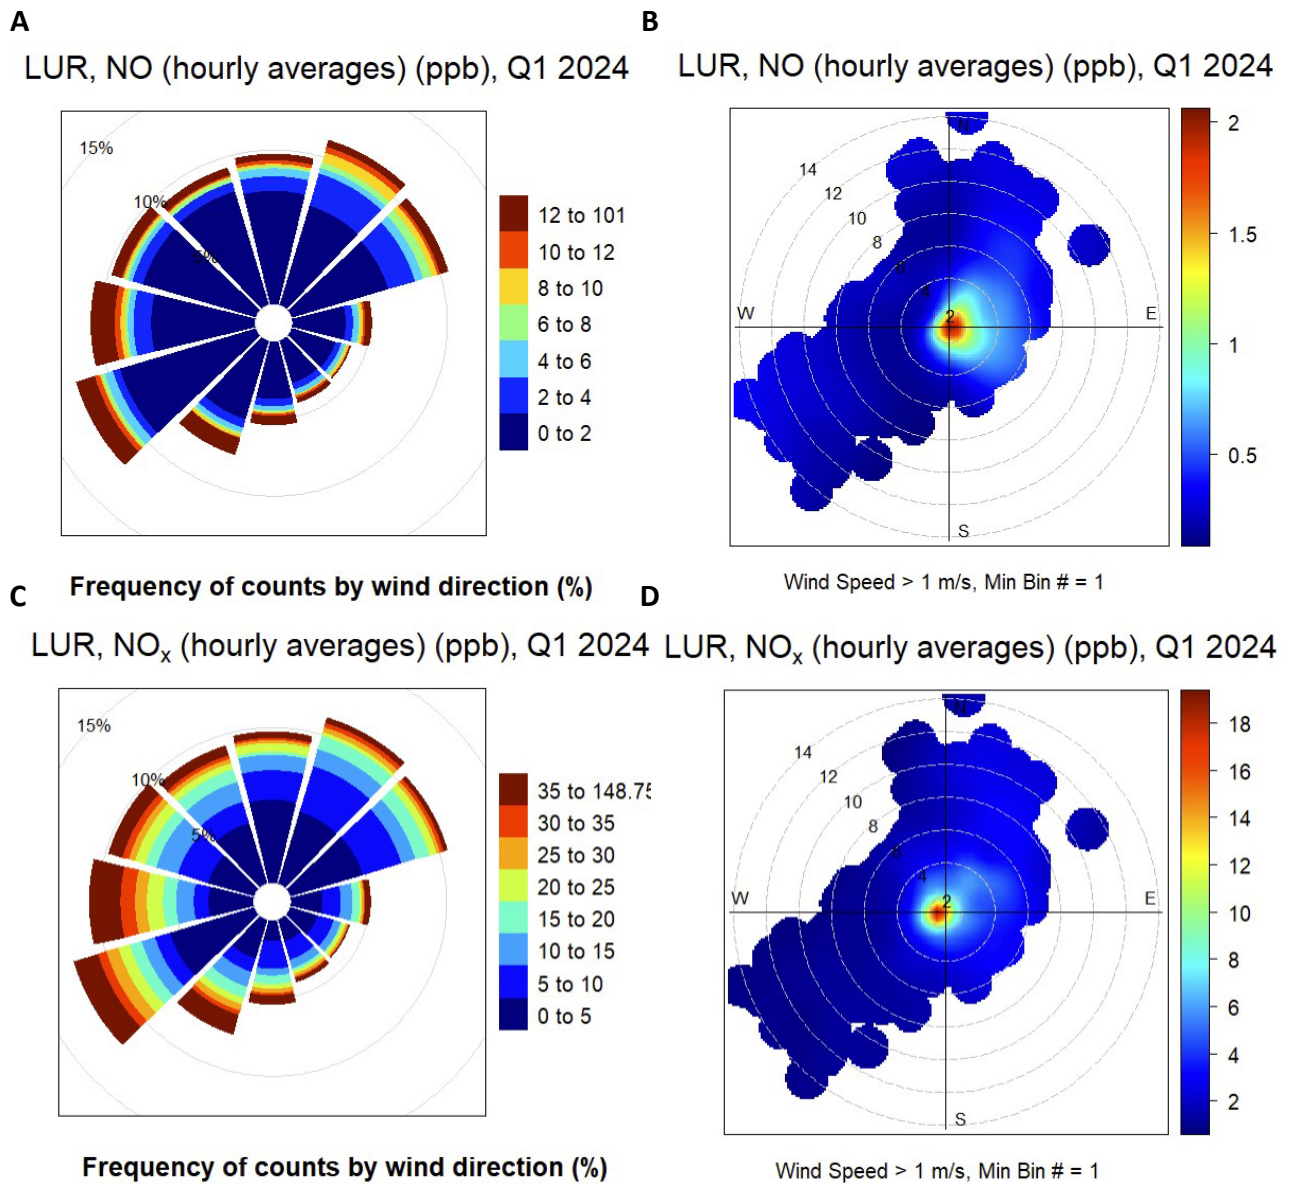 A
B
LUR, NO (hourly averages) (ppb), Q1 2024
LUR, NO (hourly averages) (ppb), Q1 2024
15%
10%
5%
12 to 101
10 to 12
8 to 10
6 to 8
4 to 6
2 to 4
0 to 2
Frequency of counts by wind direction (%)
14
12
10
8
6
4
2
N
W
E
S
2
1.5
1
0.5
Wind Speed > 1 m/s, Min Bin # = 1
C
D
LUR, NOₓ (hourly averages) (ppb), Q1 2024
LUR, NOₓ (hourly averages) (ppb), Q1 2024
15%
10%
5%
35 to 148.75
30 to 35
25 to 30
20 to 25
15 to 20
10 to 15
5 to 10
0 to 5
Frequency of counts by wind direction (%)
14
12
10
8
6
4
2
N
W
E
S
18
16
14
12
10
8
6
4
2
Wind Speed > 1 m/s, Min Bin # = 1